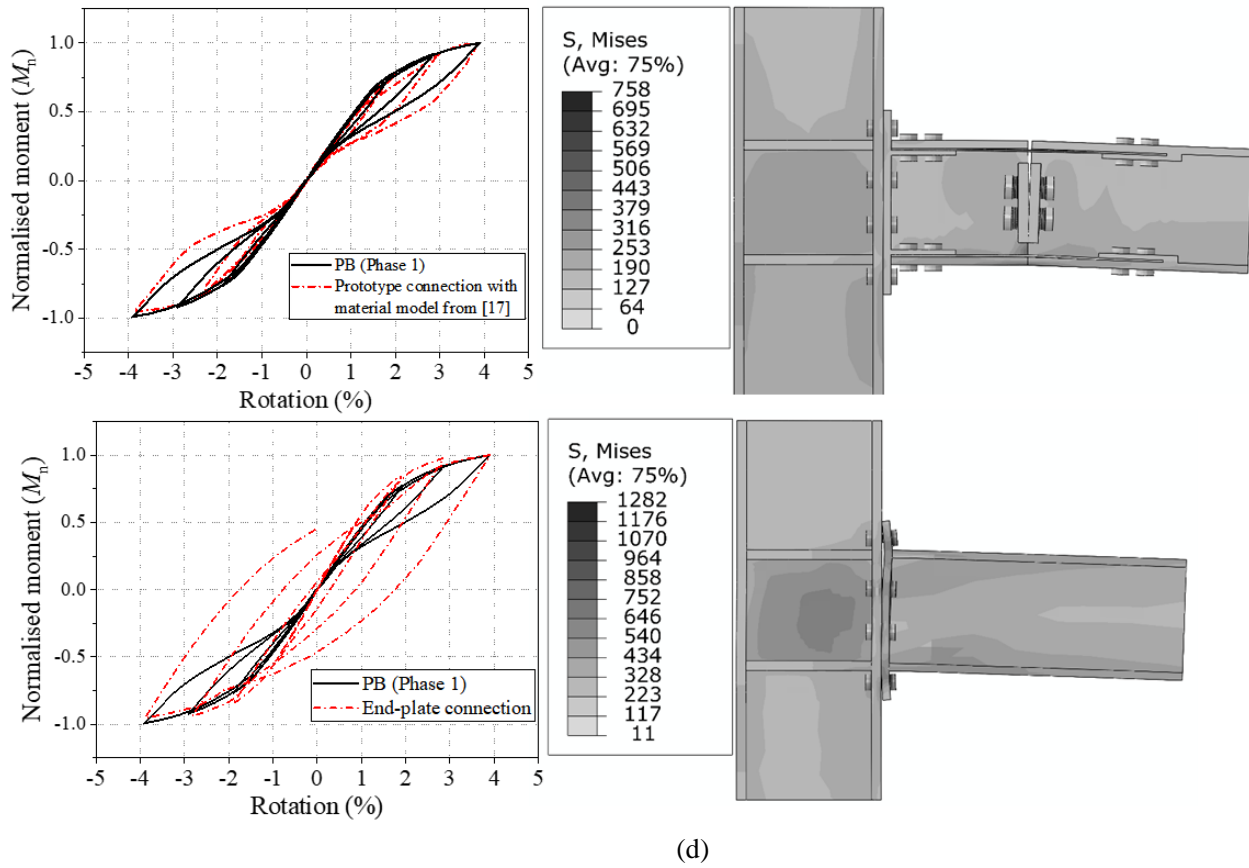 Normalised moment (Mn)
1.0
0.5
0.0
-0.5
-1.0
PB (Phase 1)
Prototype connection with
material model from [17]
-5 -4 -3 -2 -1 0 1 2 3 4 5
Rotation (%)
S, Mises
(Avg: 75%)
758
695
632
569
506
443
379
316
253
190
127
64
0
Normalised moment (Mn)
1.0
0.5
0.0
-0.5
-1.0
PB (Phase 1)
End-plate connection
-5 -4 -3 -2 -1 0 1 2 3 4 5
Rotation (%)
S, Mises
(Avg: 75%)
1282
1176
1070
964
858
752
646
540
434
328
223
117
11
(d)